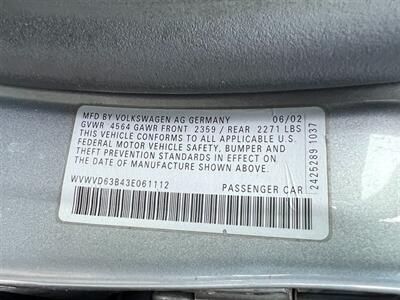 MFD BY VOLKSWAGEN AG GERMANY 06/02
GVWR 4564 GAWR FRONT 2359 / REAR 2271 LBS
THIS VEHICLE CONFORMS TO ALL APPLICABLE U.S.
FEDERAL MOTOR VEHICLE SAFETY, BUMPER AND
THEFT PREVENTION STANDARDS IN EFFECT ON
THE DATE OF MANUFACTURE SHOWN ABOVE.
WVWVD63B43E061112 PASSENGER CAR
2425289 1037